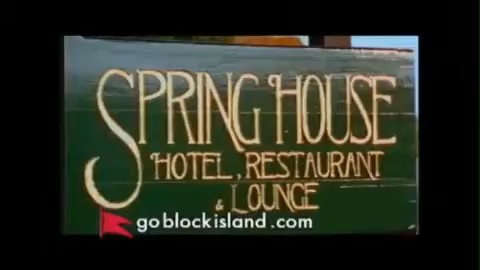 SPRING HOUSE
HOTEL, RESTAURANT
& LOUNGE
goblockisland.com